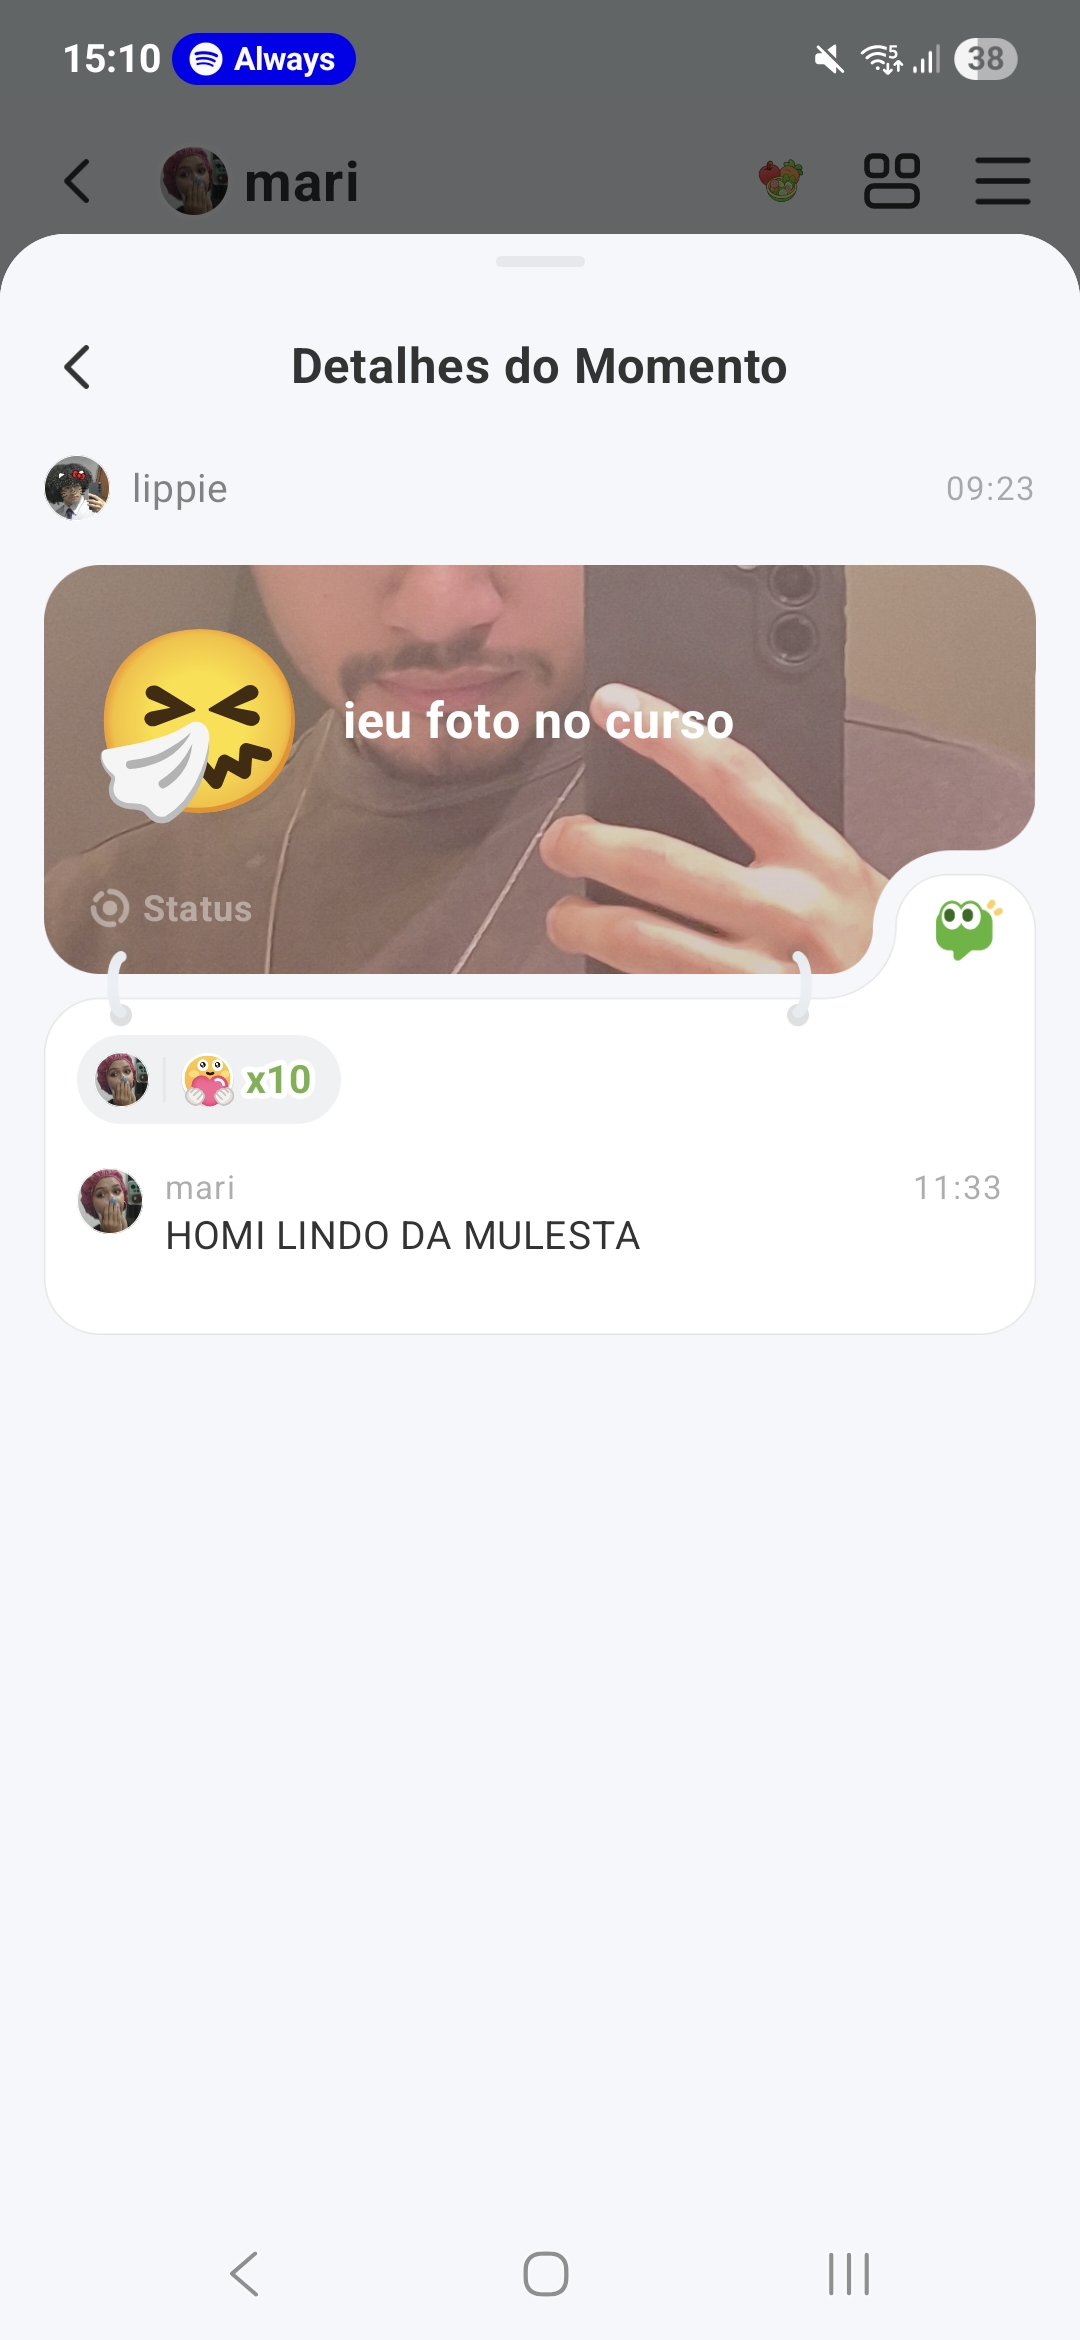 15:10 Always 5 38
mari
Detalhes do Momento
lippie 09:23
ieu foto no curso
Status
x10
mari 11:33
HOMI LINDO DA MULESTA